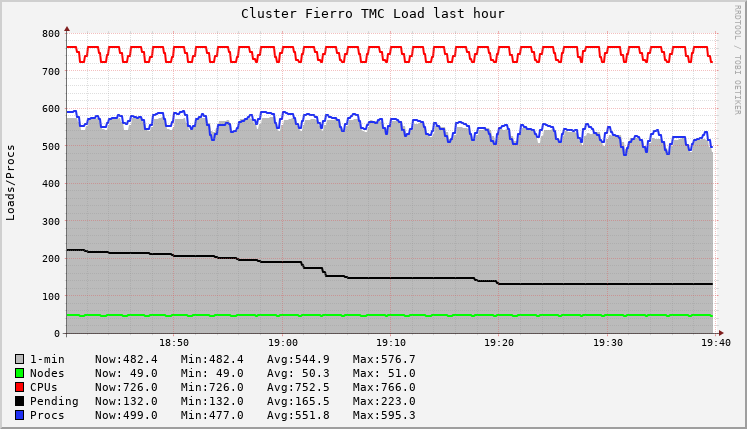 Cluster Fierro TMC Load last hour
RRDTOOL / TOBI OETIKER
Loads/Procs
800
700
600
500
400
300
200
100
0
18:50 19:00 19:10 19:20 19:30 19:40
1-min Now:482.4 Min:482.4 Avg:544.9 Max:576.7
Nodes Now: 49.0 Min: 49.0 Avg: 50.3 Max: 51.0
CPUs Now:726.0 Min:726.0 Avg:752.5 Max:766.0
Pending Now:132.0 Min:132.0 Avg:165.5 Max:223.0
Procs Now:499.0 Min:477.0 Avg:551.8 Max:595.3